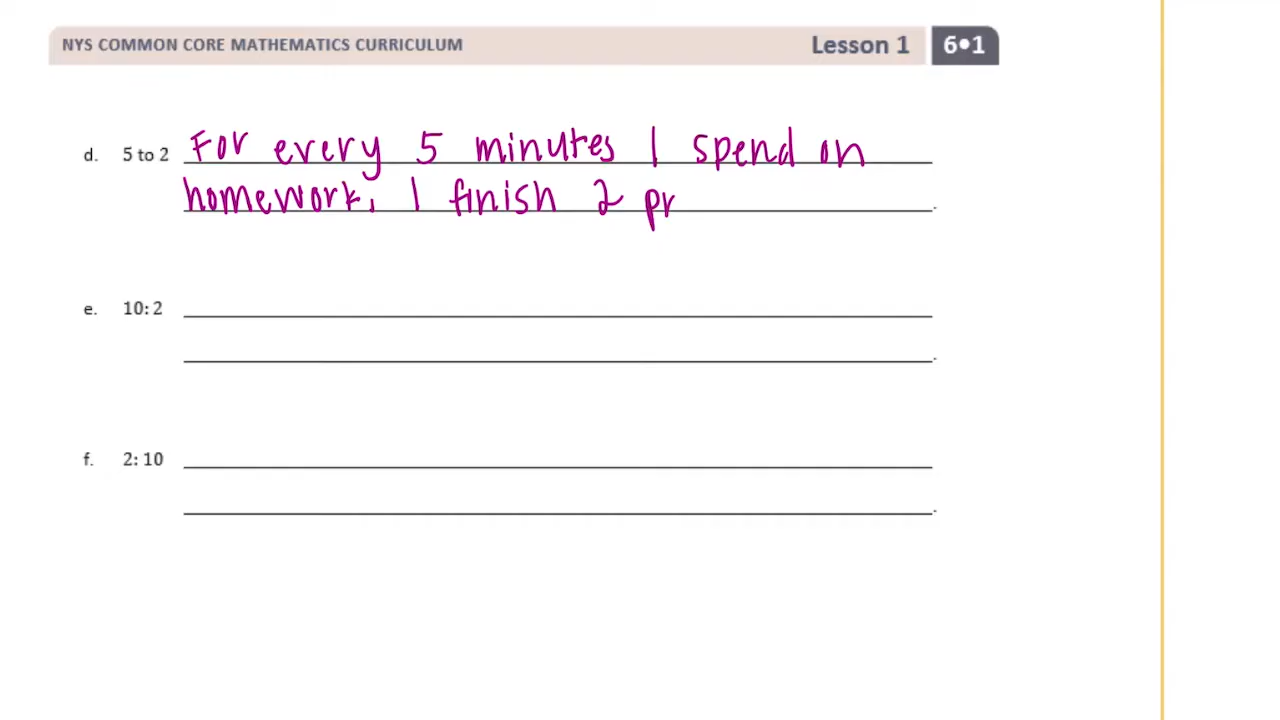 NYS COMMON CORE MATHEMATICS CURRICULUM Lesson 1 6•1
d. 5 to 2 For every 5 minutes I spend on
homework, I finish 2 pr .
e. 10:2
.
f. 2:10
.